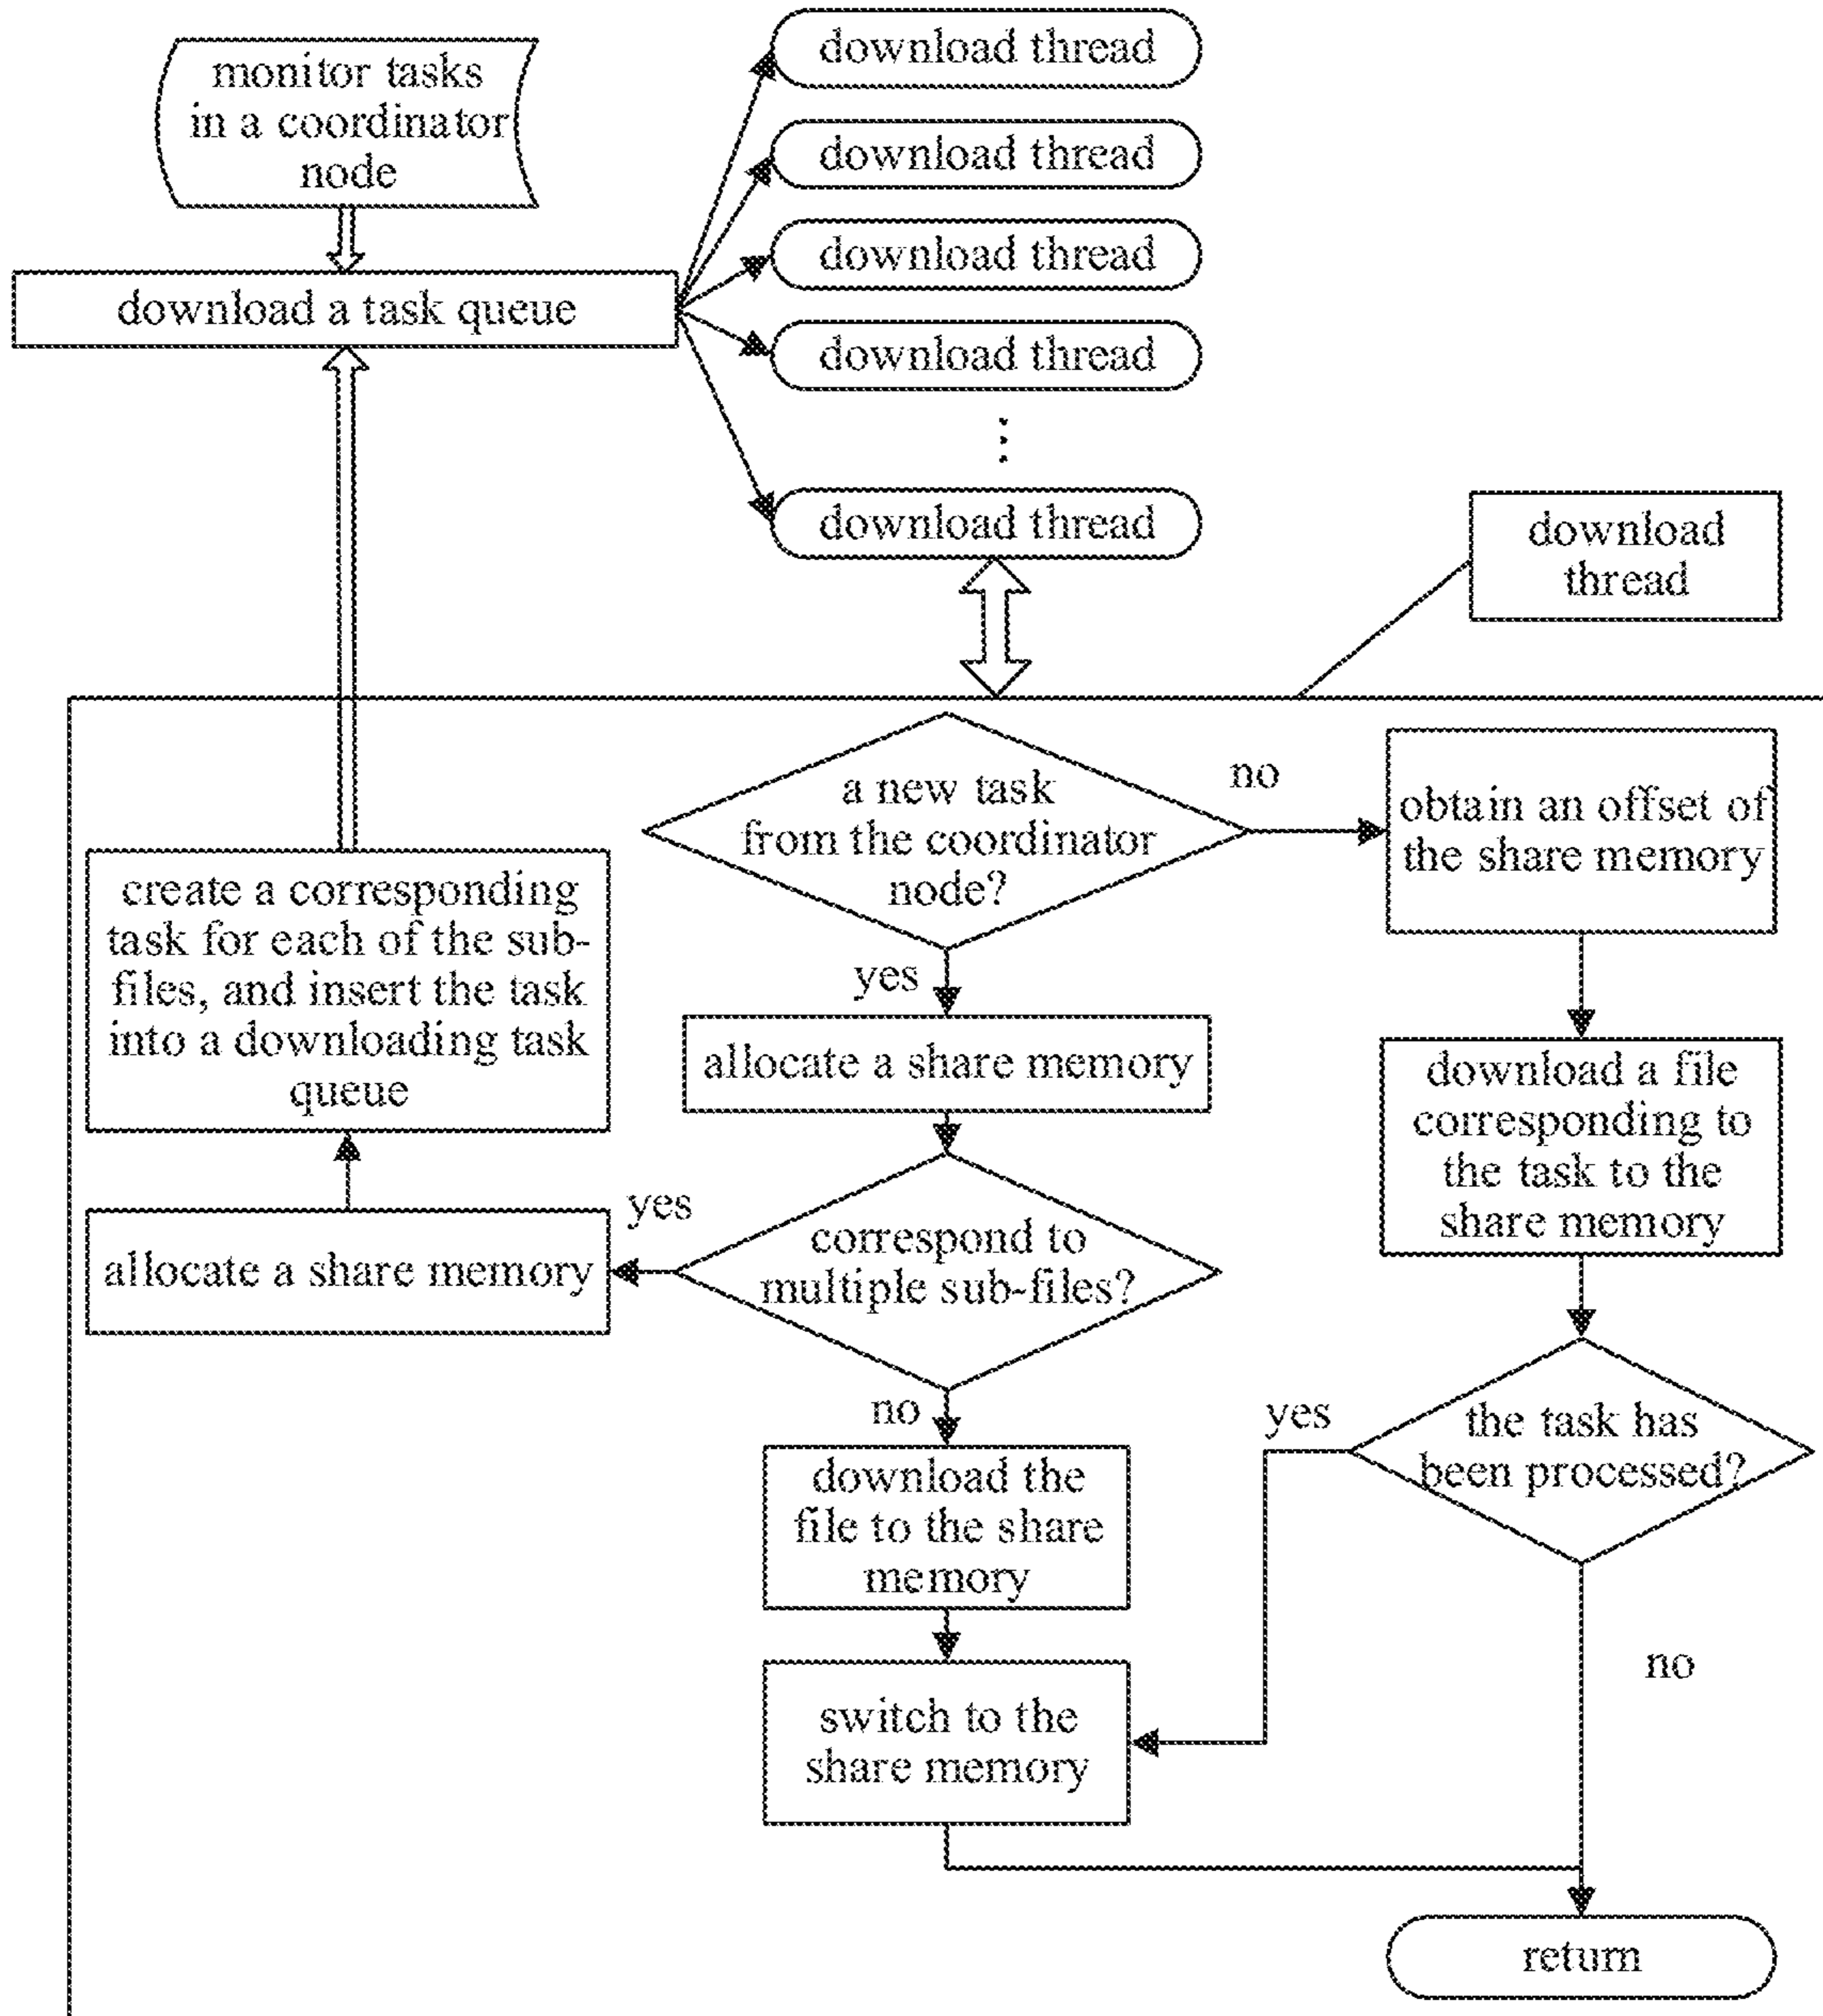 monitor tasks
in a coordinator
node
download a task queue
download thread
download thread
download thread
download thread
⋮
download thread
download
thread
a new task
from the coordinator
node?
no
yes
obtain an offset of
the share memory
create a corresponding
task for each of the sub-
files, and insert the task
into a downloading task
queue
allocate a share memory
download a file
corresponding to
the task to the
share memory
allocate a share memory
yes
correspond to
multiple sub-files?
no
yes
the task has
been processed?
download the
file to the share
memory
no
switch to the
share memory
return